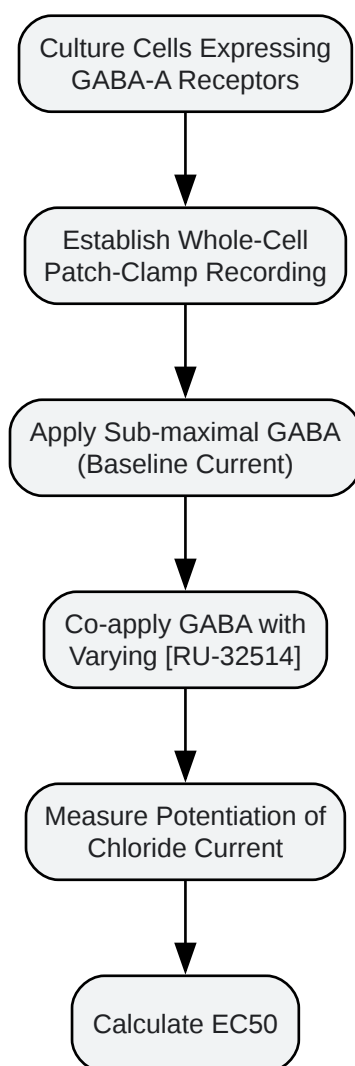 Culture Cells Expressing
GABA-A Receptors
Establish Whole-Cell
Patch-Clamp Recording
Apply Sub-maximal GABA
(Baseline Current)
Co-apply GABA with
Varying [RU-32514]
Measure Potentiation of
Chloride Current
Calculate EC50